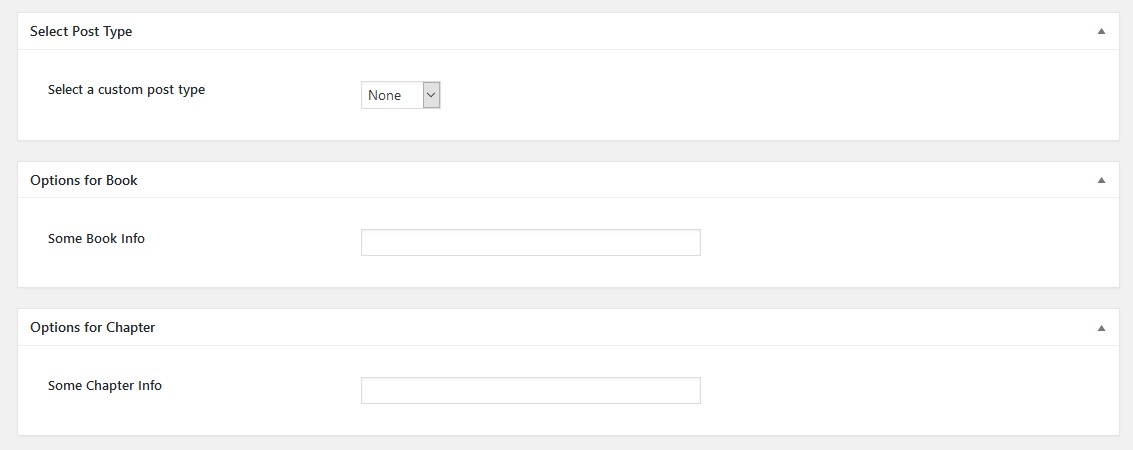 Select Post Type
Select a custom post type
None
Options for Book
Some Book Info
Options for Chapter
Some Chapter Info